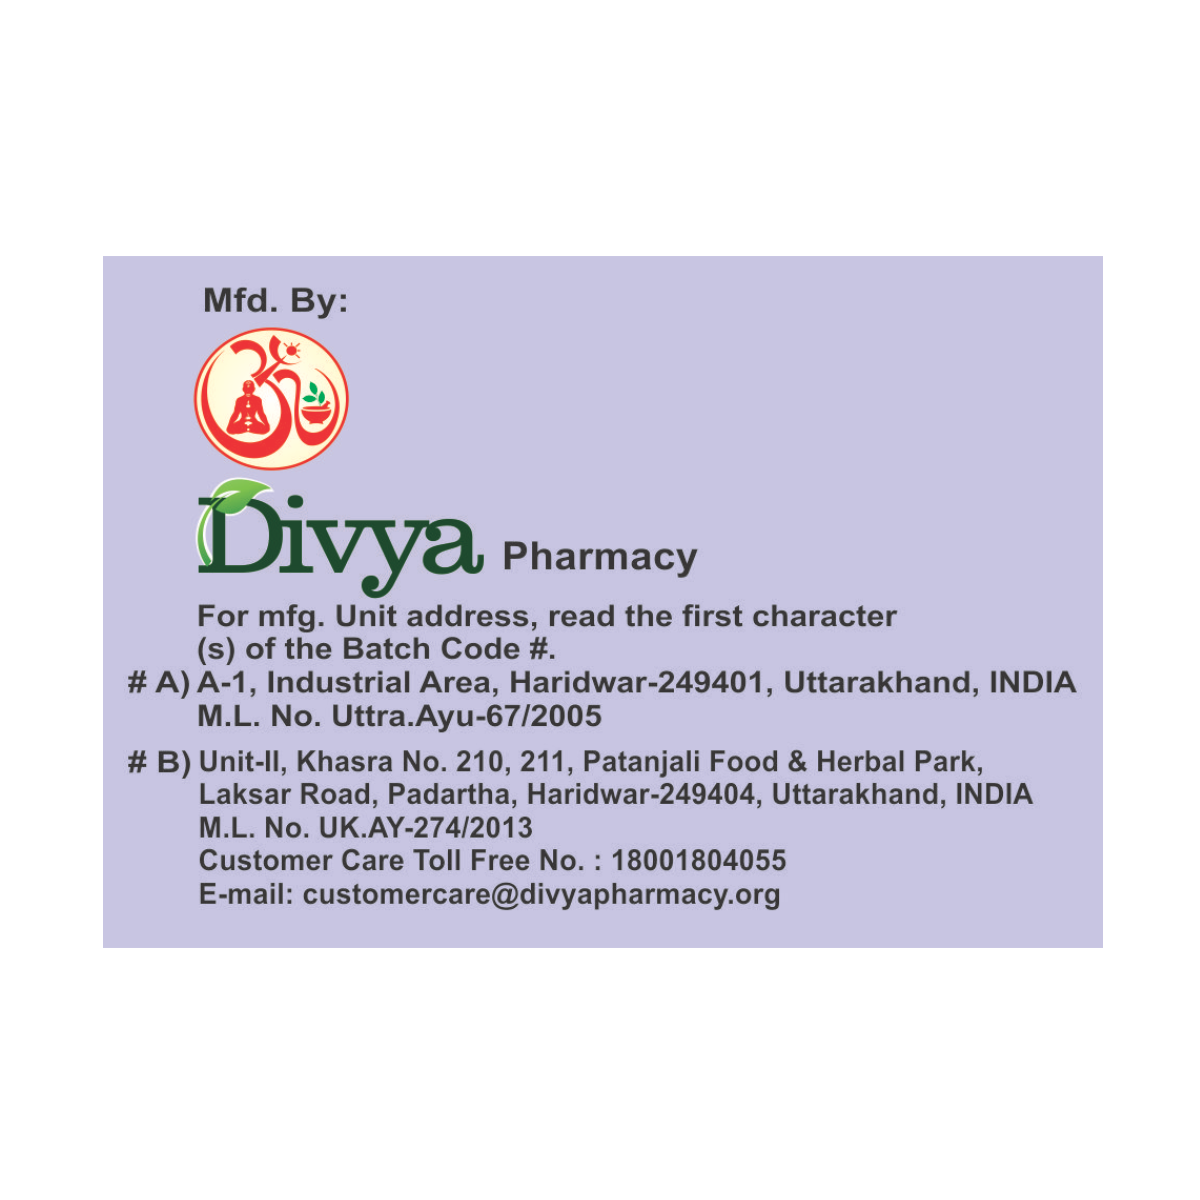 Mfd. By:
Divya Pharmacy
For mfg. Unit address, read the first character
(s) of the Batch Code #.
# A) A-1, Industrial Area, Haridwar-249401, Uttarakhand, INDIA
M.L. No. Uttra.Ayu-67/2005
# B) Unit-II, Khasra No. 210, 211, Patanjali Food & Herbal Park,
Laksar Road, Padartha, Haridwar-249404, Uttarakhand, INDIA
M.L. No. UK.AY-274/2013
Customer Care Toll Free No. : 18001804055
E-mail: customercare@divyapharmacy.org